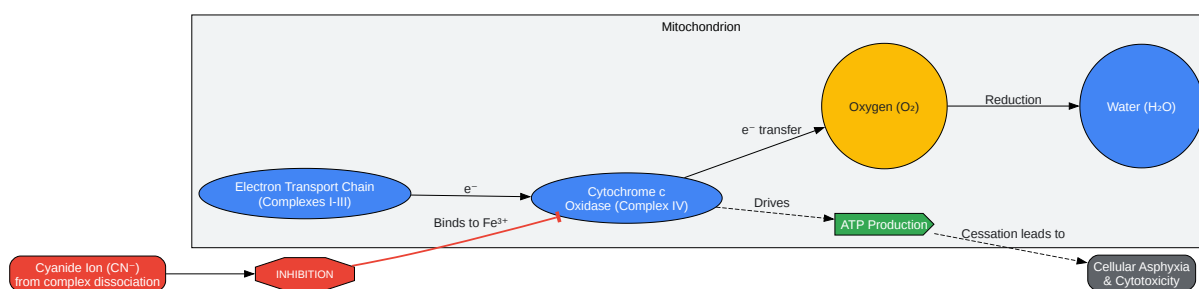 Mitochondrion
Oxygen (O₂)
Reduction
Water (H₂O)
e⁻ transfer
Electron Transport Chain
(Complexes I-III)
e⁻
Cytochrome c
Oxidase (Complex IV)
Drives
Binds to Fe³⁺
ATP Production
Cessation leads to
Cyanide Ion (CN⁻)
from complex dissociation
INHIBITION
Cellular Asphyxia
& Cytotoxicity